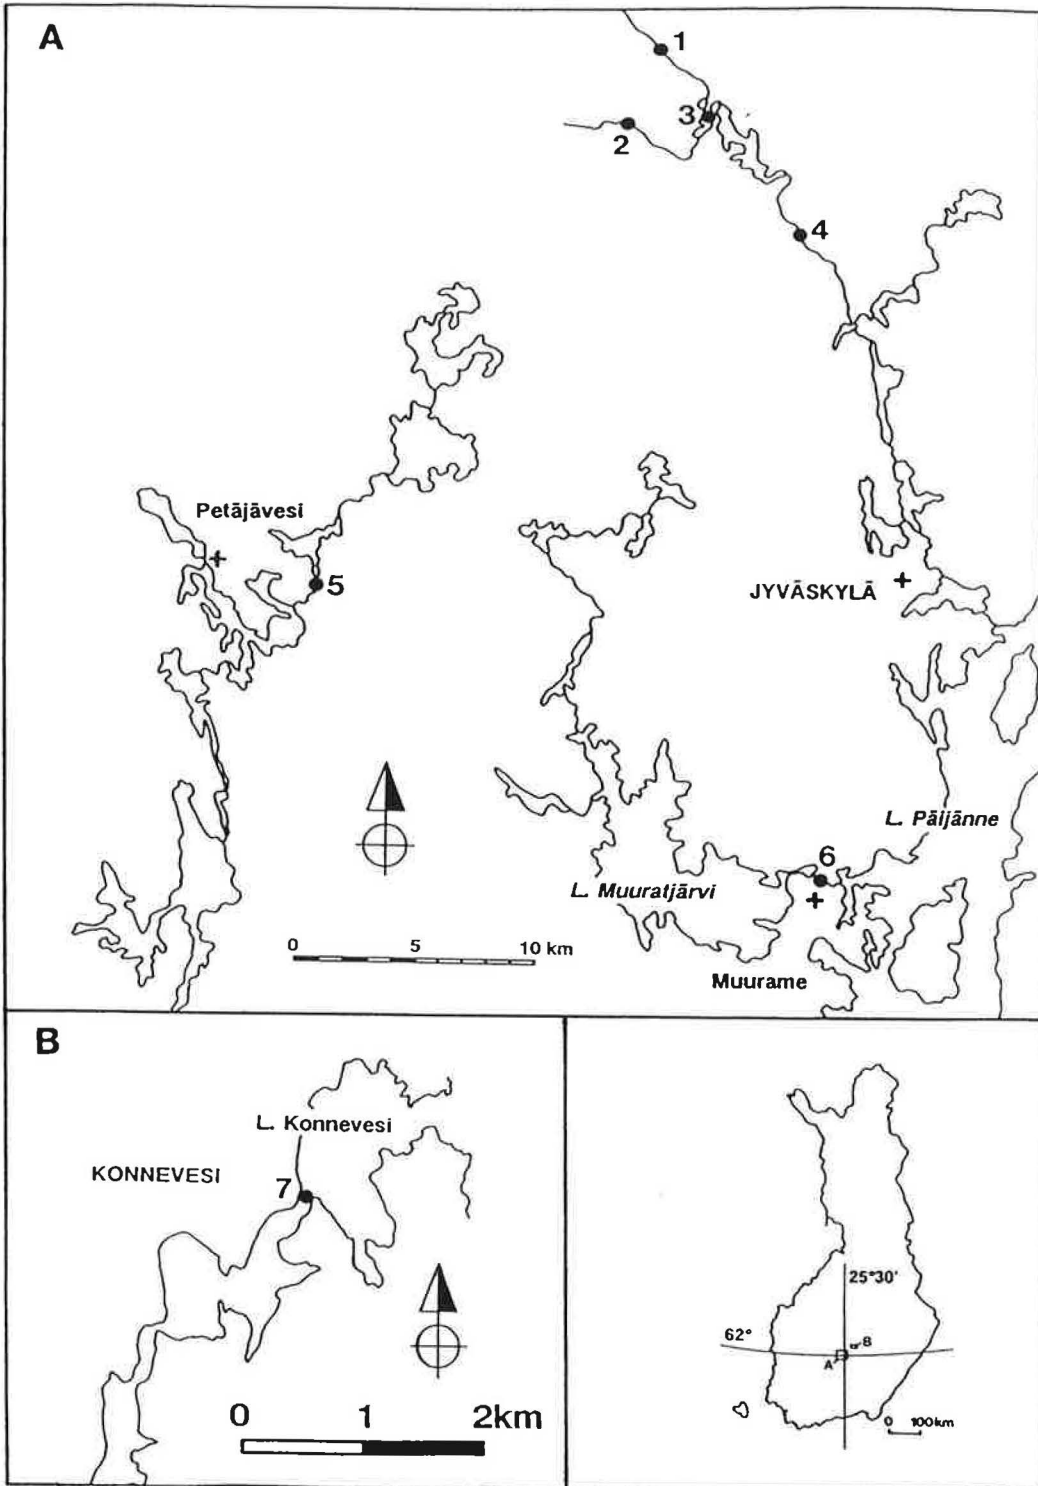 A
1
3
2
4
Petäjävesi
5
JYVÄSKYLÄ
L. Päijänne
6
L. Muuratjärvi
0 5 10 km
Muurame
B
L. Konnevesi
KONNEVESI
7
0 1 2km
25°30'
62°
B
A
0 100km